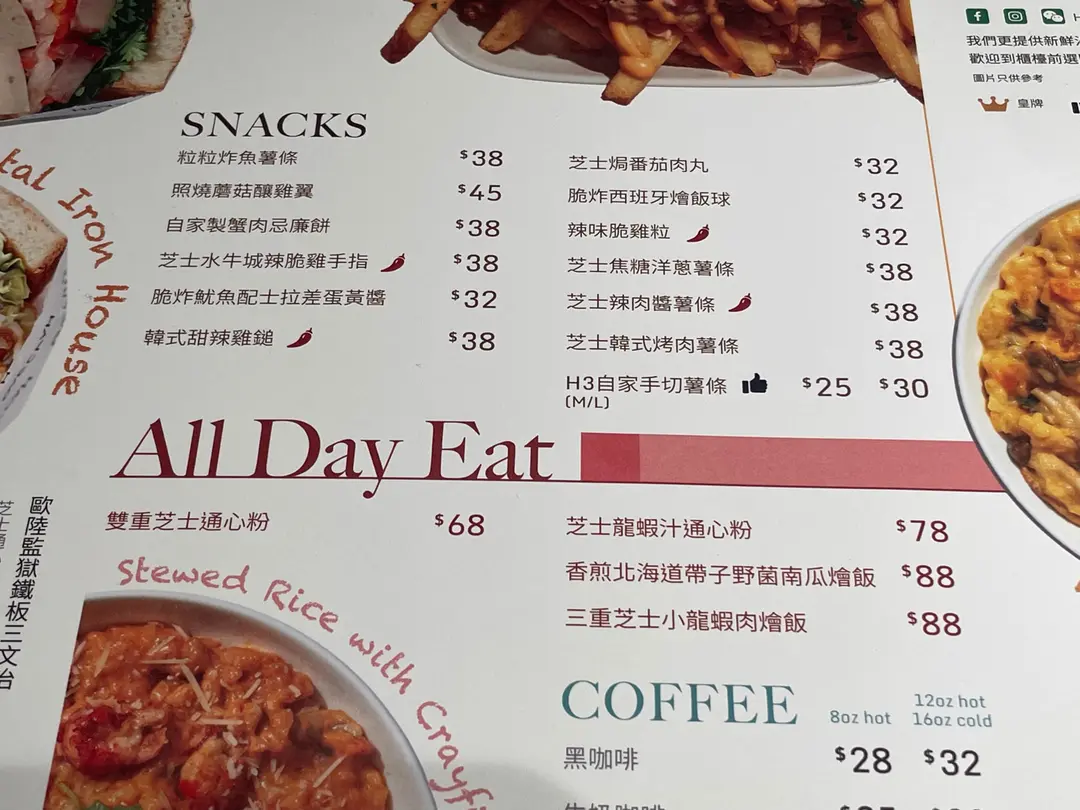 我們更提供新鮮
歡迎到櫃檯前選
圖片只供參考
皇牌
SNACKS
粒粒炸魚薯條 $38
照燒蘑菇釀雞翼 $45
自家製蟹肉忌廉餅 $38
芝士水牛城辣脆雞手指 $38
脆炸魷魚配士拉差蛋黃醬 $32
韓式甜辣雞鎚 $38
芝士焗番茄肉丸 $32
脆炸西班牙燴飯球 $32
辣味脆雞粒 $32
芝士焦糖洋蔥薯條 $38
芝士辣肉醬薯條 $38
芝士韓式烤肉薯條 $38
H3自家手切薯條 $25 $30
(M/L)
tal Iron House
All Day Eat
雙重芝士通心粉 $68
芝士龍蝦汁通心粉 $78
香煎北海道帶子野菌南瓜燴飯 $88
三重芝士小龍蝦肉燴飯 $88
歐陸監獄鐵板三文治
Stewed Rice with Crayfi
COFFEE
8oz hot
12oz hot
16oz cold
黑咖啡 $28 $32